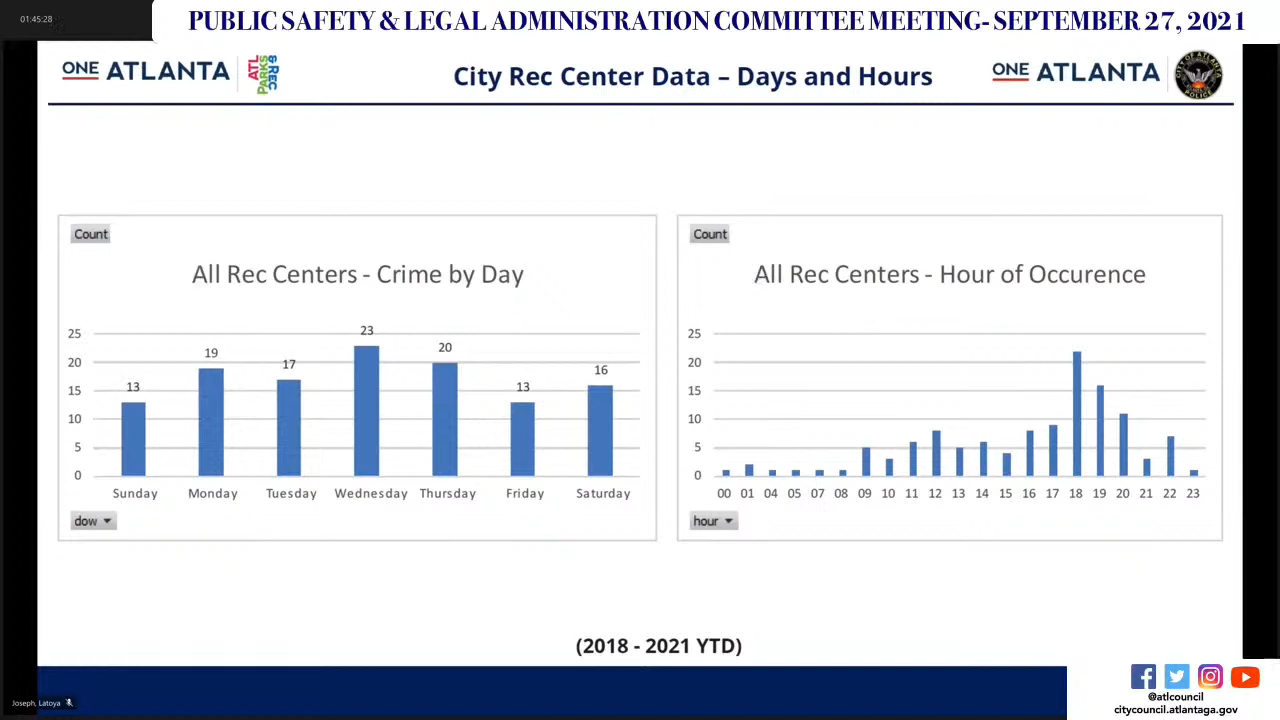 01:45:28
PUBLIC SAFETY & LEGAL ADMINISTRATION COMMITTEE MEETING- SEPTEMBER 27, 2021
ONE ATLANTA
ATL PARKS & REC
City Rec Center Data – Days and Hours
ONE ATLANTA
CITY OF ATLANTA POLICE
Count
All Rec Centers - Crime by Day
25
20
15
10
5
0
13 19 17 23 20 13 16
Sunday Monday Tuesday Wednesday Thursday Friday Saturday
dow
Count
All Rec Centers - Hour of Occurence
25
20
15
10
5
0
00 01 04 05 07 08 09 10 11 12 13 14 15 16 17 18 19 20 21 22 23
hour
(2018 - 2021 YTD)
Joseph, Latoya
@atlcouncil
citycouncil.atlantaga.gov